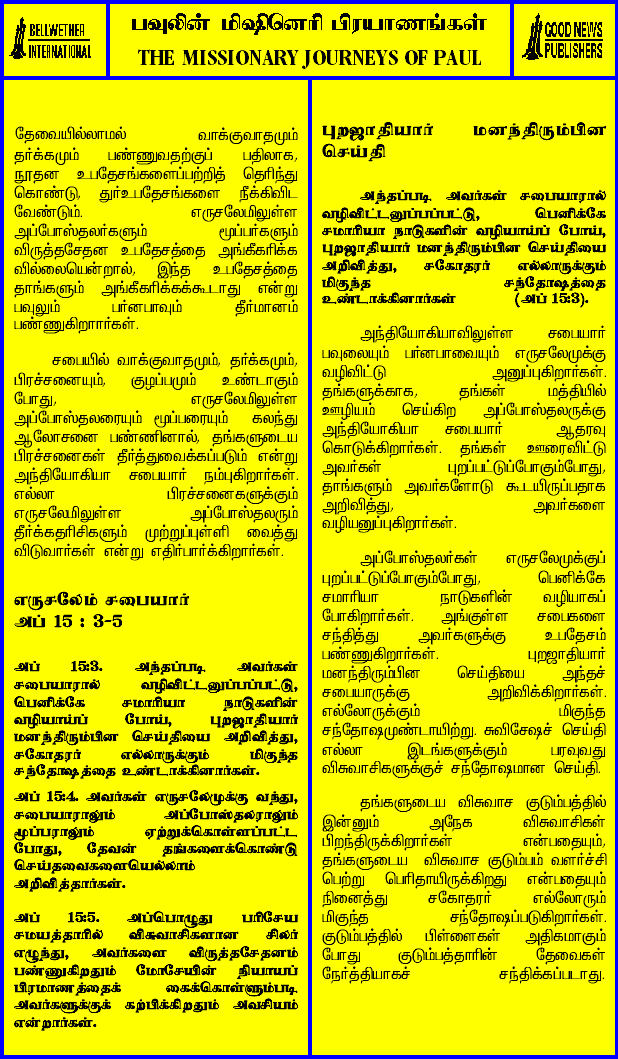 BELLWETHER
INTERNATIONAL
பவுலின் மிஷினெரி பிரயாணங்கள்
THE MISSIONARY JOURNEYS OF PAUL
GOOD NEWS
PUBLISHERS
தேவையில்லாமல் வாக்குவாதமும்
தர்க்கமும் பண்ணுவதற்குப் பதிலாக,
நூதன உபதேசங்களைப்பற்றித் தெரிந்து
கொண்டு, துர்உபதேசங்களை நீக்கிவிட
வேண்டும். எருசலேமிலுள்ள
அப்போஸ்தலர்களும் மூப்பர்களும்
விருத்தசேதன உபதேசத்தை அங்கீகரிக்க
வில்லையென்றால், இந்த உபதேசத்தை
தாங்களும் அங்கீகரிக்கக்கூடாது என்று
பவுலும் பர்னபாவும் தீர்மானம்
பண்ணுகிறார்கள்.
சபையில் வாக்குவாதமும், தர்க்கமும்,
பிரச்சனையும், குழப்பமும் உண்டாகும்
போது, எருசலேமிலுள்ள
அப்போஸ்தலரையும் மூப்பரையும் கலந்து
ஆலோசனை பண்ணினால், தங்களுடைய
பிரச்சனைகள் தீர்த்துவைக்கப்படும் என்று
அந்தியோகியா சபையார் நம்புகிறார்கள்.
எல்லா பிரச்சனைகளுக்கும்
எருசலேமிலுள்ள அப்போஸ்தலரும்
தீர்க்கதரிசிகளும் முற்றுப்புள்ளி வைத்து
விடுவார்கள் என்று எதிர்பார்க்கிறார்கள்.
எருசலேம் சபையார்
அப் 15 : 3-5
அப் 15:3. அந்தப்படி அவர்கள்
சபையாரால் வழிவிட்டனுப்பப்பட்டு,
பெனிக்கே சமாரியா நாடுகளின்
வழியாய்ப் போய், புறஜாதியார்
மனந்திரும்பின செய்தியை அறிவித்து,
சகோதரர் எல்லாருக்கும் மிகுந்த
சந்தோஷத்தை உண்டாக்கினார்கள்.
அப் 15:4. அவர்கள் எருசலேமுக்கு வந்து,
சபையாராலும் அப்போஸ்தலராலும்
மூப்பராலும் ஏற்றுக்கொள்ளப்பட்ட
போது, தேவன் தங்களைக்கொண்டு
செய்தவைகளையெல்லாம்
அறிவித்தார்கள்.
அப் 15:5. அப்பொழுது பரிசேய
சமயத்தாரில் விசுவாசிகளான சிலர்
எழுந்து, அவர்களை விருத்தசேதனம்
பண்ணுகிறதும் மோசேயின் நியாயப்
பிரமாணத்தைக் கைக்கொள்ளும்படி
அவர்களுக்குக் கற்பிக்கிறதும் அவசியம்
என்றார்கள்.
புறஜாதியார் மனந்திரும்பின
செய்தி
அந்தப்படி அவர்கள் சபையாரால்
வழிவிட்டனுப்பப்பட்டு, பெனிக்கே
சமாரியா நாடுகளின் வழியாய்ப் போய்,
புறஜாதியார் மனந்திரும்பின செய்தியை
அறிவித்து, சகோதரர் எல்லாருக்கும்
மிகுந்த சந்தோஷத்தை
உண்டாக்கினார்கள் (அப் 15:3).
அந்தியோகியாவிலுள்ள சபையார்
பவுலையும் பர்னபாவையும் எருசலேமுக்கு
வழிவிட்டு அனுப்புகிறார்கள்.
தங்களுக்காக, தங்கள் மத்தியில்
ஊழியம் செய்கிற அப்போஸ்தலருக்கு
அந்தியோகியா சபையார் ஆதரவு
கொடுக்கிறார்கள். தங்கள் ஊரைவிட்டு
அவர்கள் புறப்பட்டுப்போகும்போது,
தாங்களும் அவர்களோடு கூடயிருப்பதாக
அறிவித்து, அவர்களை
வழியனுப்புகிறார்கள்.
அப்போஸ்தலர்கள் எருசலேமுக்குப்
புறப்பட்டுப்போகும்போது, பெனிக்கே
சமாரியா நாடுகளின் வழியாகப்
போகிறார்கள். அங்குள்ள சபைகளை
சந்தித்து அவர்களுக்கு உபதேசம்
பண்ணுகிறார்கள். புறஜாதியார்
மனந்திரும்பின செய்தியை அந்தச்
சபையாருக்கு அறிவிக்கிறார்கள்.
எல்லோருக்கும் மிகுந்த
சந்தோஷமுண்டாயிற்று. சுவிசேஷச் செய்தி
எல்லா இடங்களுக்கும் பரவுவது
விசுவாசிகளுக்குச் சந்தோஷமான செய்தி.
தங்களுடைய விசுவாச குடும்பத்தில்
இன்னும் அநேக விசுவாசிகள்
பிறந்திருக்கிறார்கள் என்பதையும்,
தங்களுடைய விசுவாச குடும்பம் வளர்ச்சி
பெற்று பெரிதாயிருக்கிறது என்பதையும்
நினைத்து சகோதரர் எல்லோரும்
மிகுந்த சந்தோஷப்படுகிறார்கள்.
குடும்பத்தில் பிள்ளைகள் அதிகமாகும்
போது குடும்பத்தாரின் தேவைகள்
நேர்த்தியாகச் சந்திக்கப்படாது.